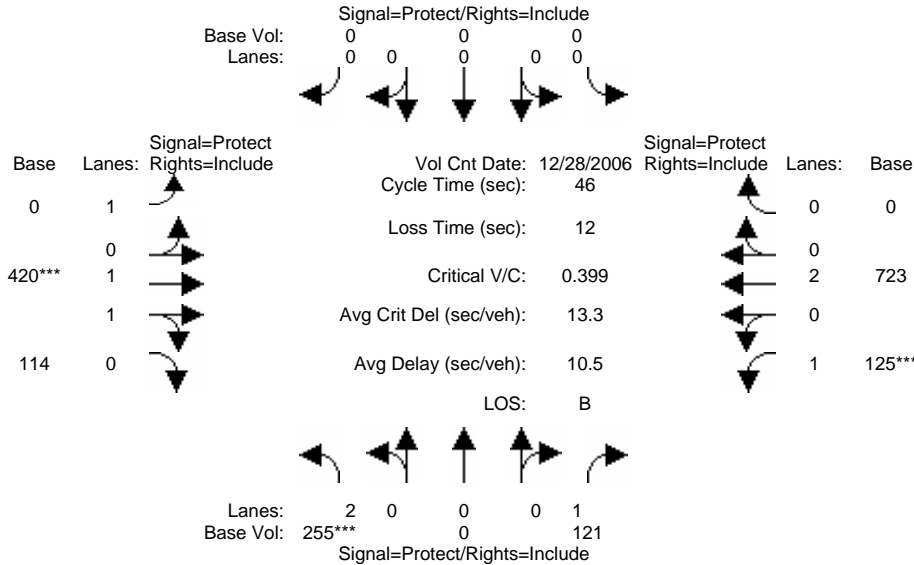 Signal=Protect/Rights=Include
Base Vol: 0 0 0
Lanes: 0 0 0 0 0
Signal=Protect Signal=Protect
Base Lanes: Rights=Include Vol Cnt Date: 12/28/2006 Rights=Include Lanes: Base
Cycle Time (sec): 46
0 1 0 0
Loss Time (sec): 12
0 0
420*** 1 Critical V/C: 0.399 2 723
1 Avg Crit Del (sec/veh): 13.3 0
114 0 Avg Delay (sec/veh): 10.5 1 125***
LOS: B
Lanes: 2 0 0 0 1
Base Vol: 255*** 0 121
Signal=Protect/Rights=Include